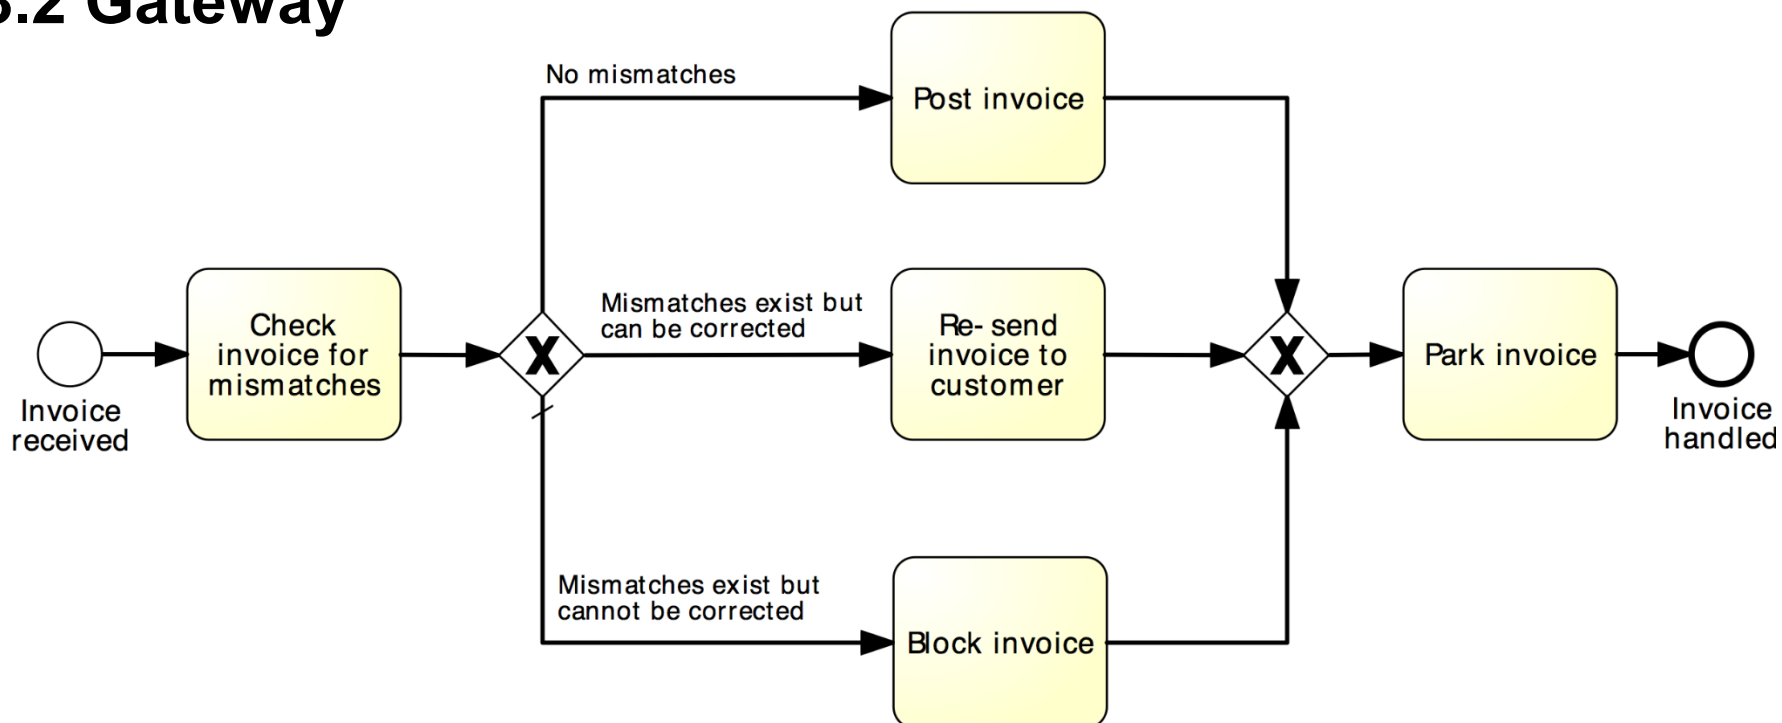 .2 Gateway
No mismatches
Post invoice
Invoice
received
Check
invoice for
mismatches
X
Mismatches exist but
can be corrected
Re- send
invoice to
customer
X
Park invoice
Invoice
handled
Mismatches exist but
cannot be corrected
Block invoice